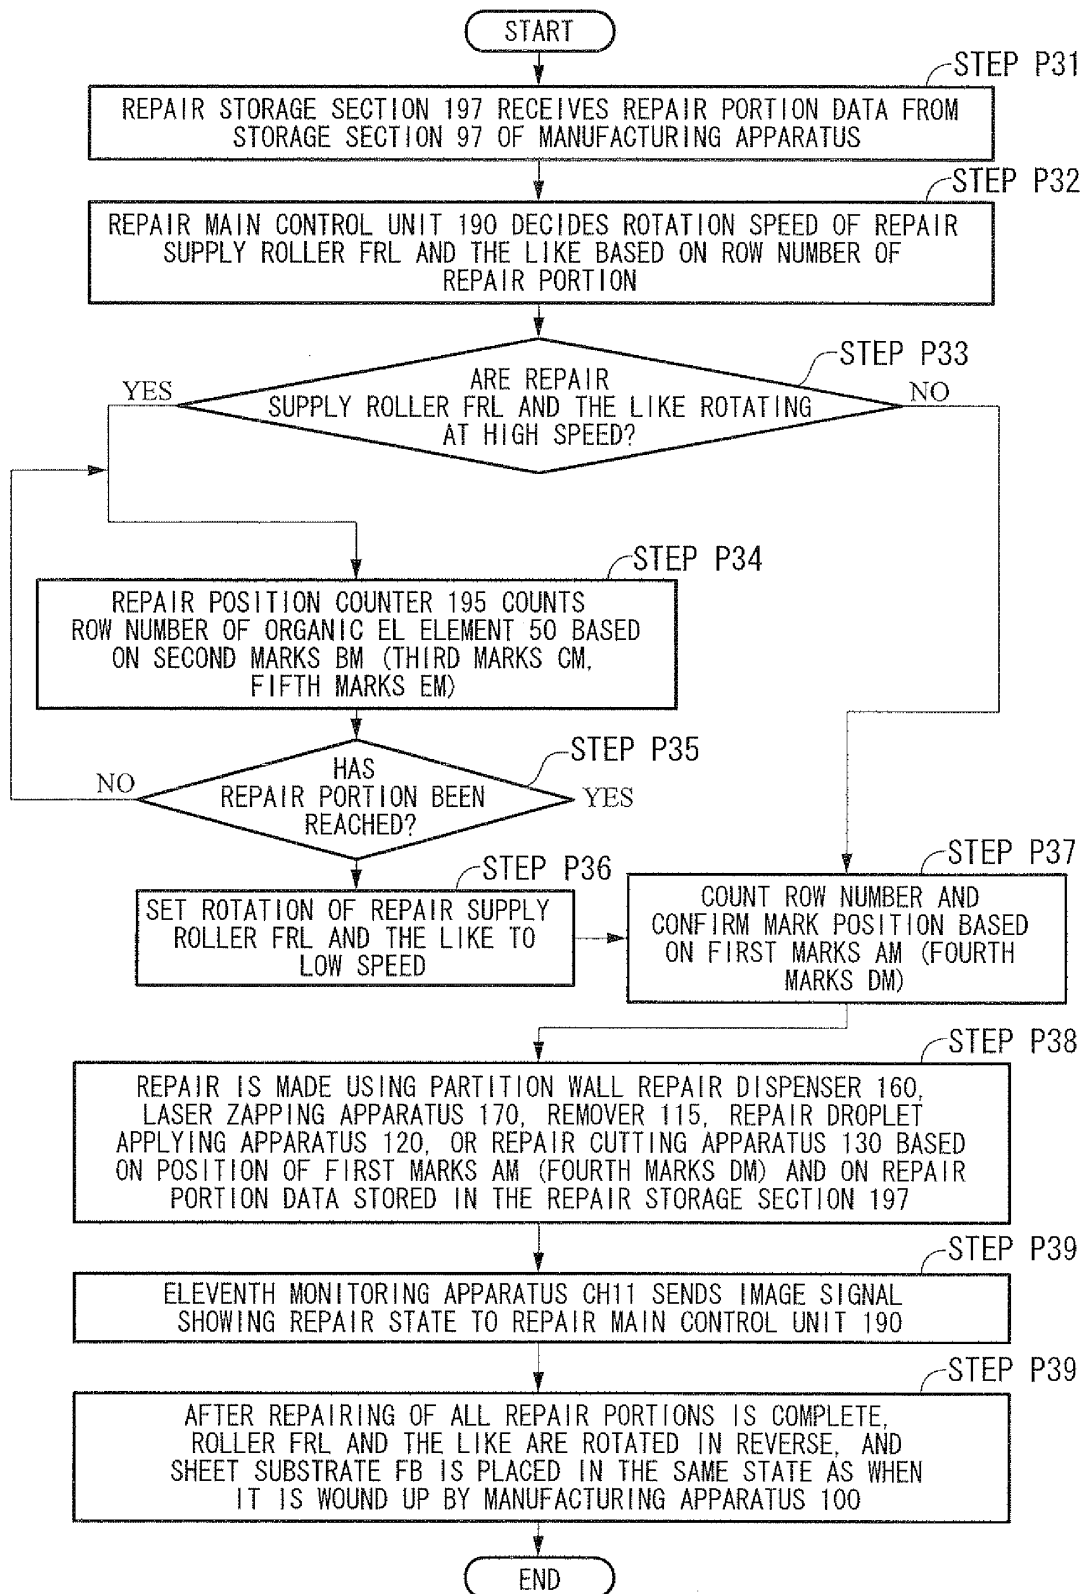 START
STEP P31
REPAIR STORAGE SECTION 197 RECEIVES REPAIR PORTION DATA FROM
STORAGE SECTION 97 OF MANUFACTURING APPARATUS
STEP P32
REPAIR MAIN CONTROL UNIT 190 DECIDES ROTATION SPEED OF REPAIR
SUPPLY ROLLER FRL AND THE LIKE BASED ON ROW NUMBER OF
REPAIR PORTION
STEP P33
YES
NO
ARE REPAIR
SUPPLY ROLLER FRL AND THE LIKE ROTATING
AT HIGH SPEED?
STEP P34
REPAIR POSITION COUNTER 195 COUNTS
ROW NUMBER OF ORGANIC EL ELEMENT 50 BASED
ON SECOND MARKS BM (THIRD MARKS CM,
FIFTH MARKS EM)
STEP P35
NO
YES
HAS
REPAIR PORTION BEEN
REACHED?
STEP P36
SET ROTATION OF REPAIR SUPPLY
ROLLER FRL AND THE LIKE TO
LOW SPEED
STEP P37
COUNT ROW NUMBER AND
CONFIRM MARK POSITION BASED
ON FIRST MARKS AM (FOURTH
MARKS DM)
STEP P38
REPAIR IS MADE USING PARTITION WALL REPAIR DISPENSER 160,
LASER ZAPPING APPARATUS 170, REMOVER 115, REPAIR DROPLET
APPLYING APPARATUS 120, OR REPAIR CUTTING APPARATUS 130 BASED
ON POSITION OF FIRST MARKS AM (FOURTH MARKS DM) AND ON REPAIR
PORTION DATA STORED IN THE REPAIR STORAGE SECTION 197
STEP P39
ELEVENTH MONITORING APPARATUS CH11 SENDS IMAGE SIGNAL
SHOWING REPAIR STATE TO REPAIR MAIN CONTROL UNIT 190
STEP P39
AFTER REPAIRING OF ALL REPAIR PORTIONS IS COMPLETE,
ROLLER FRL AND THE LIKE ARE ROTATED IN REVERSE, AND
SHEET SUBSTRATE FB IS PLACED IN THE SAME STATE AS WHEN
IT IS WOUND UP BY MANUFACTURING APPARATUS 100
END